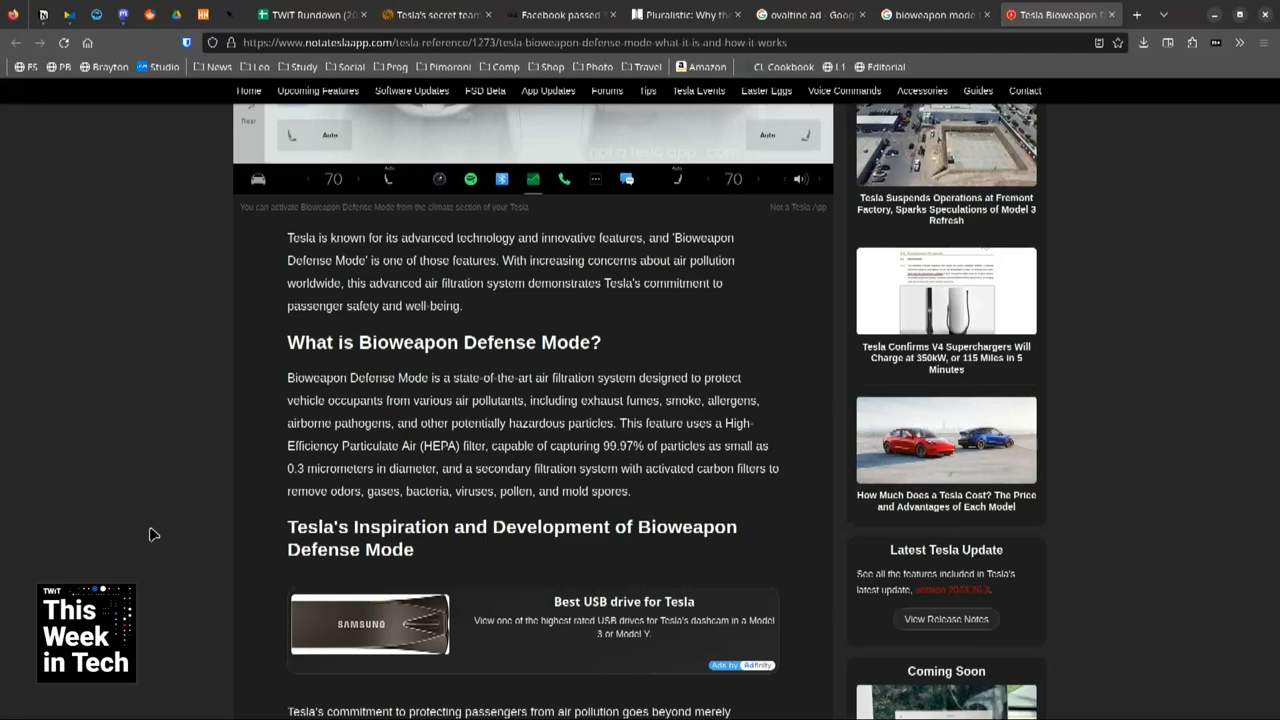 TWiT Rundown (20
Tesla's secret team
Facebook passed
Pluralistic: Why the
ovaltine ad - Goog
bioweapon mode
Tesla Bioweapon D
https://www.notateslaapp.com/tesla-reference/1273/tesla-bioweapon-defense-mode-what-it-is-and-how-it-works
FS PB Brayton Studio News Leo Study Social Prog Pimoroni Comp Shop Photo Travel Amazon CL Cookbook L1 Editorial
Home Upcoming Features Software Updates FSD Beta App Updates Forums Tips Tesla Events Easter Eggs Voice Commands Accessories Guides Contact
Rear
Auto
Auto
Auto
Auto
70
70
You can activate Bioweapon Defense Mode from the climate section of your Tesla
Not a Tesla App
Tesla is known for its advanced technology and innovative features, and 'Bioweapon
Defense Mode' is one of those features. With increasing concerns about air pollution
worldwide, this advanced air filtration system demonstrates Tesla's commitment to
passenger safety and well-being.
What is Bioweapon Defense Mode?
Bioweapon Defense Mode is a state-of-the-art air filtration system designed to protect
vehicle occupants from various air pollutants, including exhaust fumes, smoke, allergens,
airborne pathogens, and other potentially hazardous particles. This feature uses a High-
Efficiency Particulate Air (HEPA) filter, capable of capturing 99.97% of particles as small as
0.3 micrometers in diameter, and a secondary filtration system with activated carbon filters to
remove odors, gases, bacteria, viruses, pollen, and mold spores.
Tesla's Inspiration and Development of Bioweapon
Defense Mode
SAMSUNG
Best USB drive for Tesla
View one of the highest rated USB drives for Tesla's dashcam in a Model
3 or Model Y.
Ads by Adfinity
Tesla's commitment to protecting passengers from air pollution goes beyond merely
Tesla Suspends Operations at Fremont
Factory, Sparks Speculations of Model 3
Refresh
Tesla Confirms V4 Superchargers Will
Charge at 350kW, or 115 Miles in 5
Minutes
How Much Does a Tesla Cost? The Price
and Advantages of Each Model
Latest Tesla Update
See all the features included in Tesla's
latest update, version 2023.26.3.
View Release Notes
Coming Soon
TWiT
This
Week
in Tech